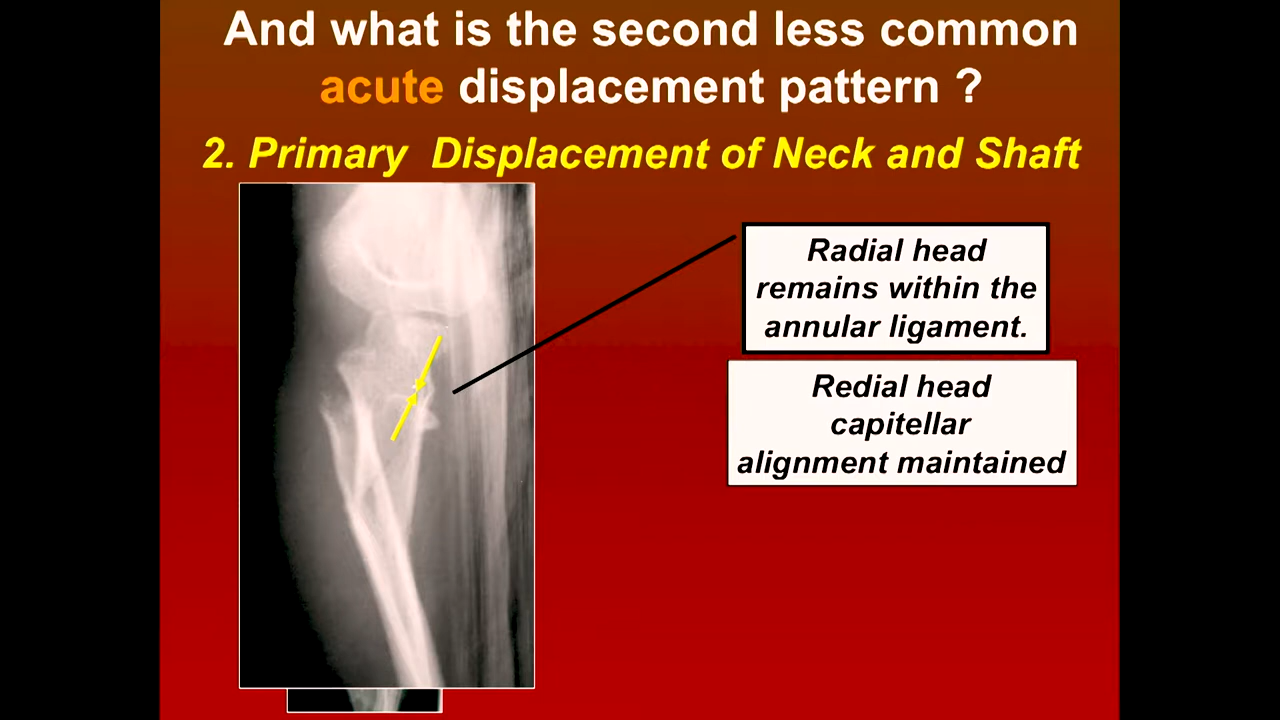 And what is the second less common
acute displacement pattern ?
2. Primary Displacement of Neck and Shaft
Radial head
remains within the
annular ligament.
Redial head
capitellar
alignment maintained